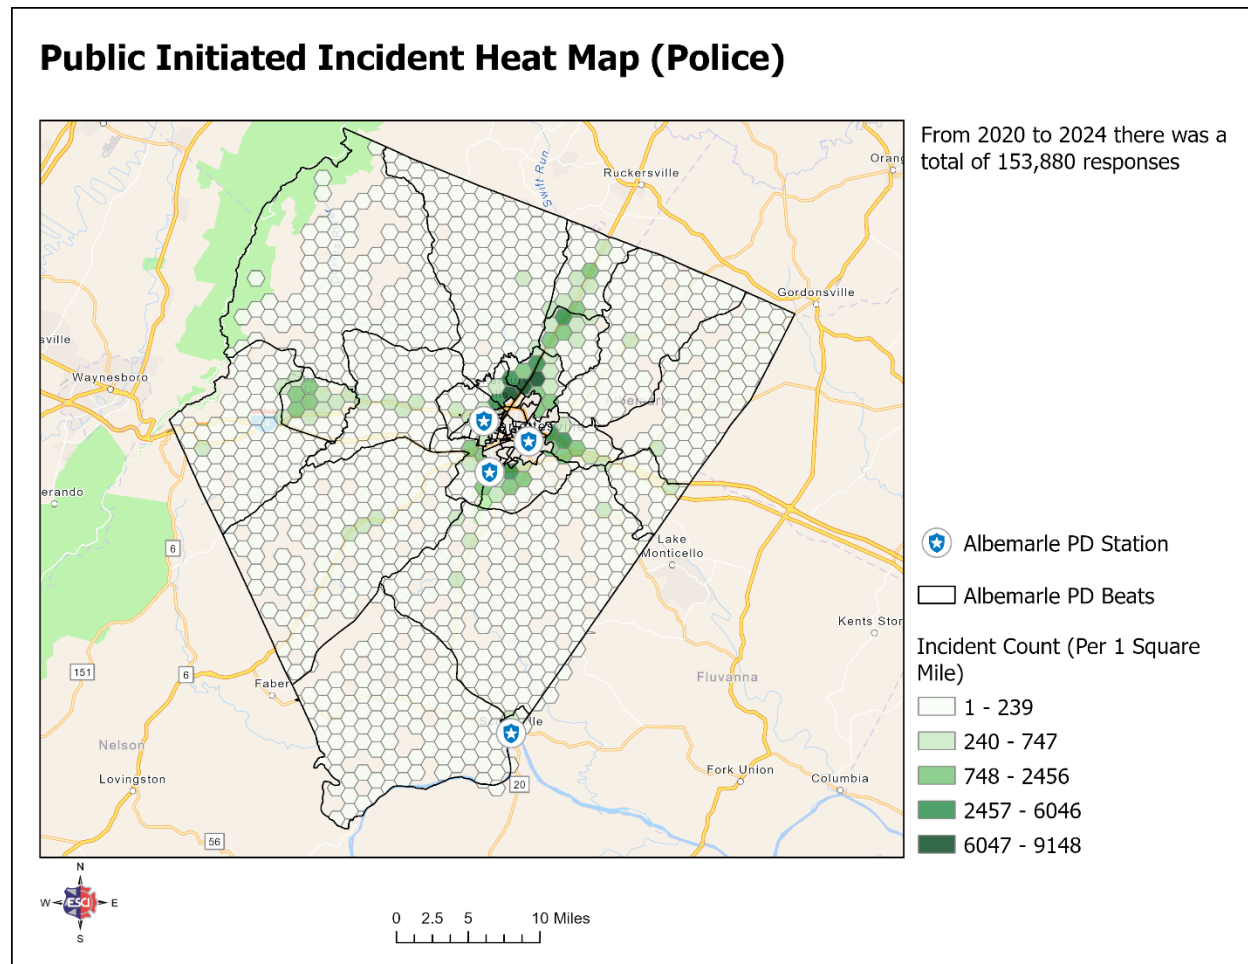 Public Initiated Incident Heat Map (Police)
From 2020 to 2024 there was a
total of 153,880 responses
Swift Run
Ruckersville
Orang
Gordonsville
sville
Waynesboro
erando
6
Lake
Monticello
Kents Stor
151
6
Faber
Fluvanna
ille
Nelson
Lovingston
20
Fork Union
Columbia
56
Albemarle PD Station
Albemarle PD Beats
Incident Count (Per 1 Square
Mile)
1 - 239
240 - 747
748 - 2456
2457 - 6046
6047 - 9148
N
W
ESCI
E
S
0 2.5 5 10 Miles